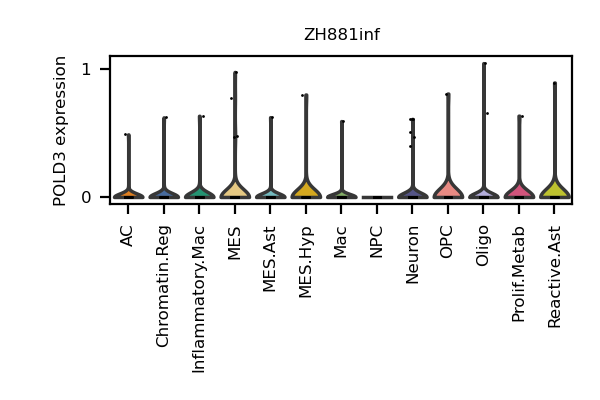 ZH881inf
POLD3 expression
1
0
AC
Chromatin.Reg
Inflammatory.Mac
MES
MES.Ast
MES.Hyp
Mac
NPC
Neuron
OPC
Oligo
Prolif.Metab
Reactive.Ast